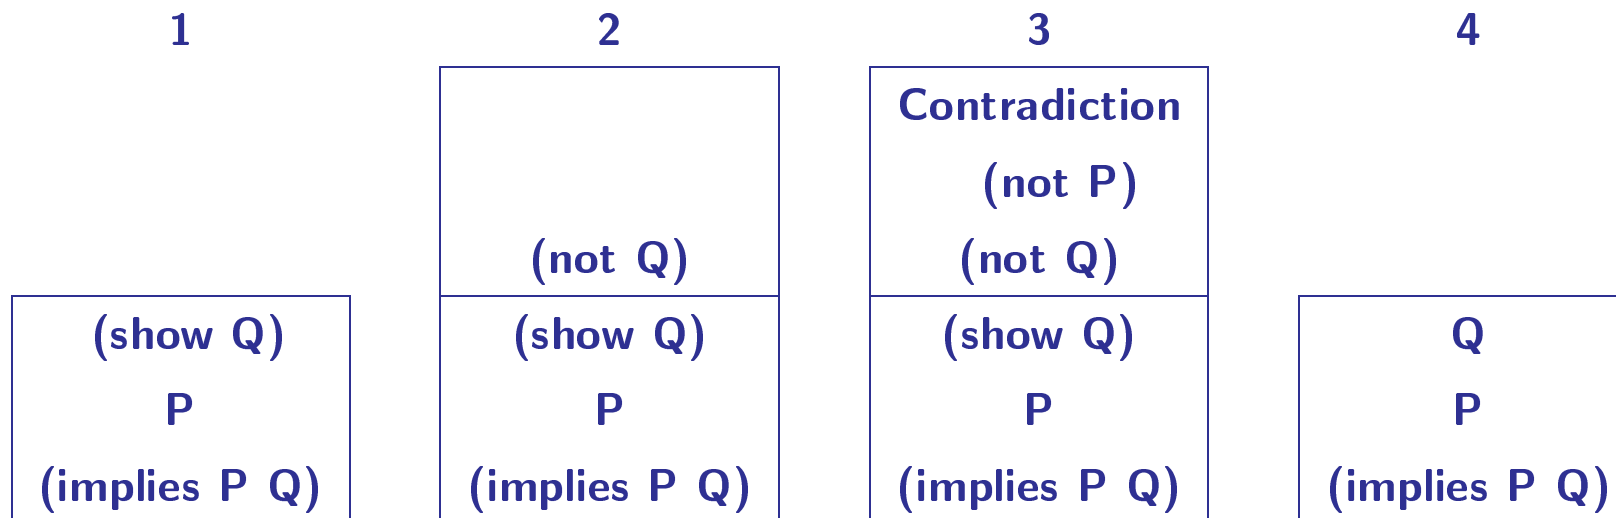 1 2 3 4
Contradiction
(not P)
(not Q) (not Q)
(show Q) (show Q) (show Q) Q
P P P P
(implies P Q) (implies P Q) (implies P Q) (implies P Q)